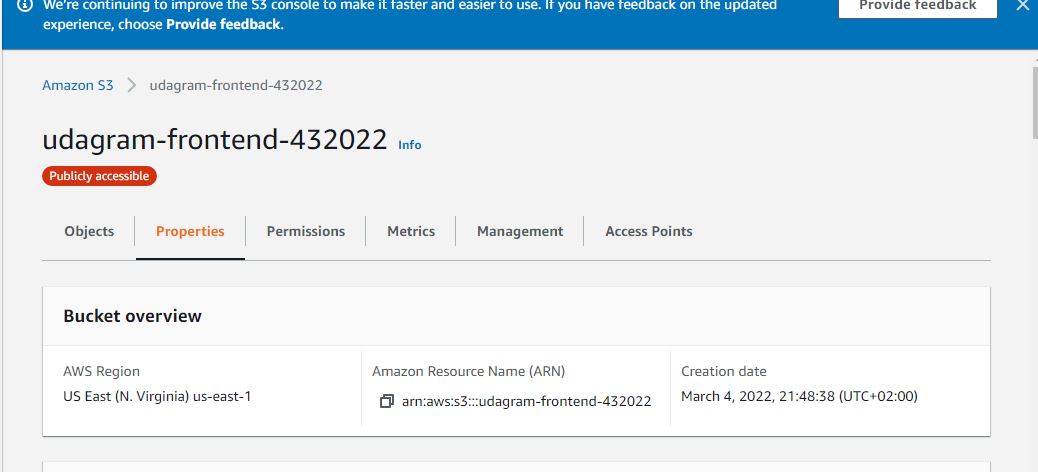 We're continuing to improve the S3 console to make it faster and easier to use. If you have feedback on the updated
experience, choose Provide feedback.
Provide feedback
Amazon S3
udagram-frontend-432022
udagram-frontend-432022 Info
Publicly accessible
Objects
Properties
Permissions
Metrics
Management
Access Points
Bucket overview
AWS Region
US East (N. Virginia) us-east-1
Amazon Resource Name (ARN)
arn:aws:s3:::udagram-frontend-432022
Creation date
March 4, 2022, 21:48:38 (UTC+02:00)